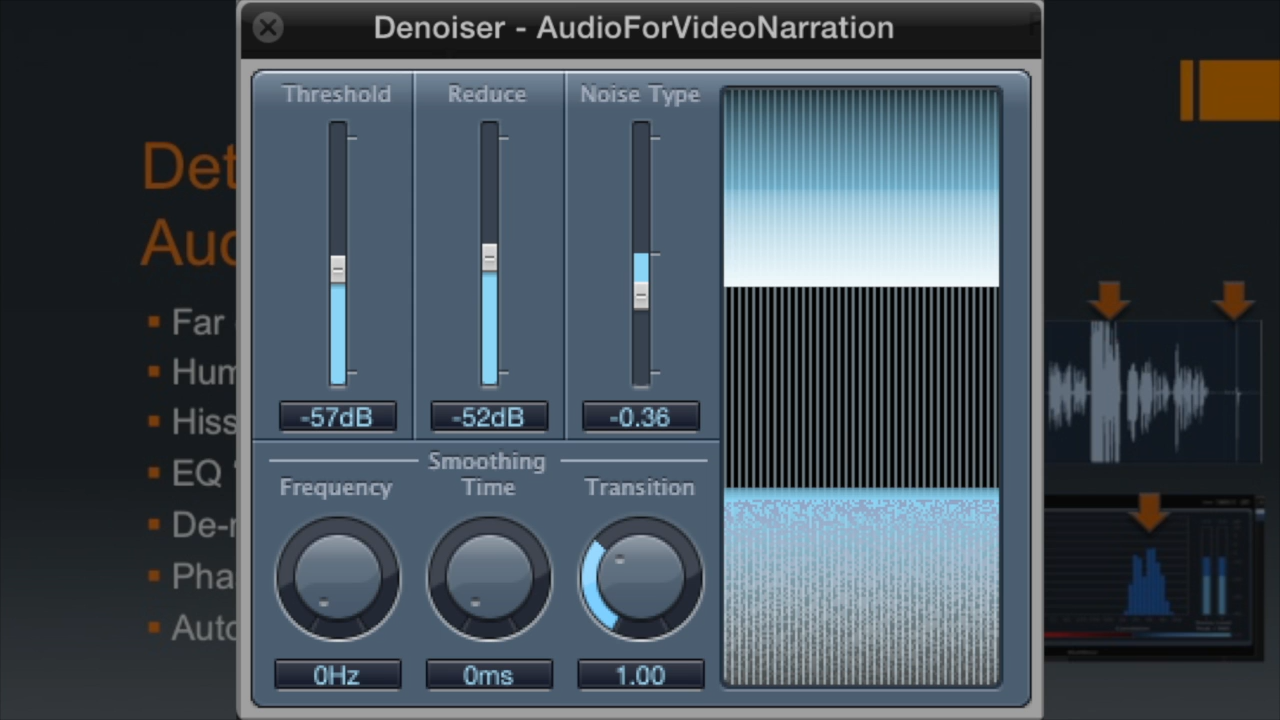 Denoiser - AudioForVideoNarration
Threshold
Reduce
Noise Type
-57dB
-52dB
-0.36
Smoothing
Frequency
Time
Transition
0Hz
0ms
1.00
Det
Aud
Far
Hum
Hiss
EQ
De-
Pha
Auto